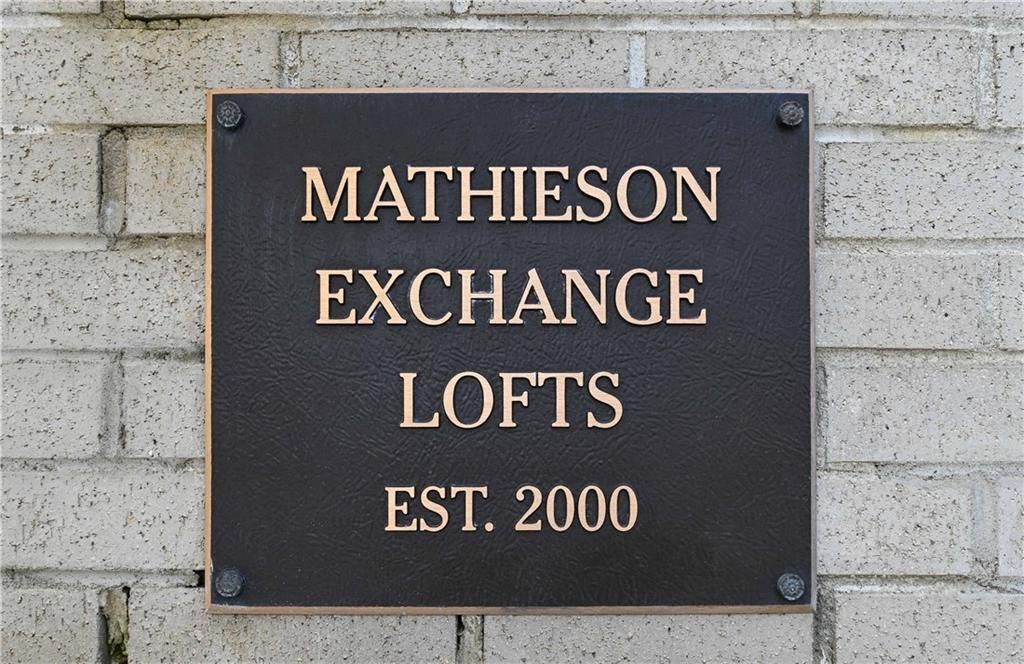 MATHIESON
EXCHANGE
LOFTS
EST. 2000